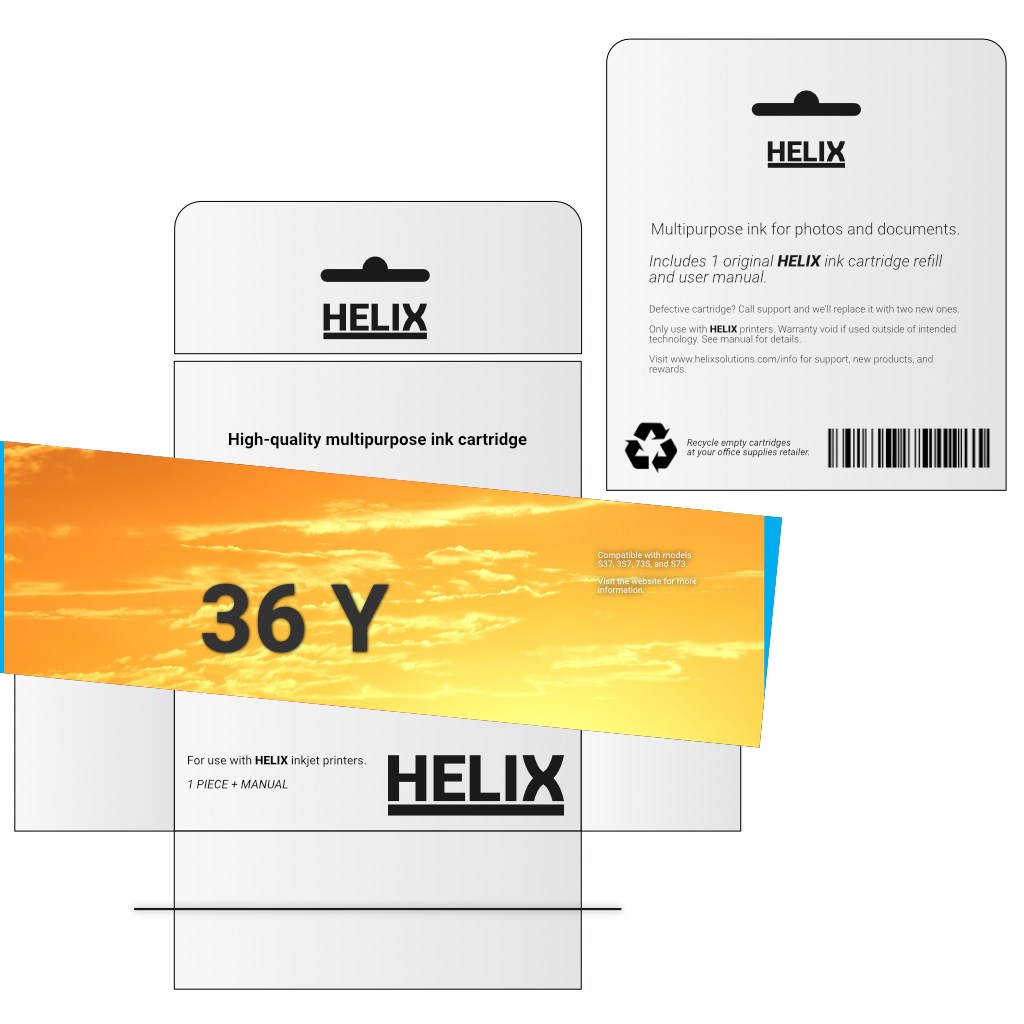 HELIX
Multipurpose ink for photos and documents.
Includes 1 original HELIX ink cartridge refill
and user manual.
Defective cartridge? Call support and we'll replace it with two new ones.
Only use with HELIX printers. Warranty void if used outside of intended
technology. See manual for details.
Visit www.helixsolutions.com/info for support, new products, and
rewards.
Recycle empty cartridges
at your office supplies retailer.
HELIX
High-quality multipurpose ink cartridge
36 Y
Compatible with models
S37, 3S7, 73S, and S73.
Visit the website for more
information.
For use with HELIX inkjet printers.
1 PIECE + MANUAL
HELIX